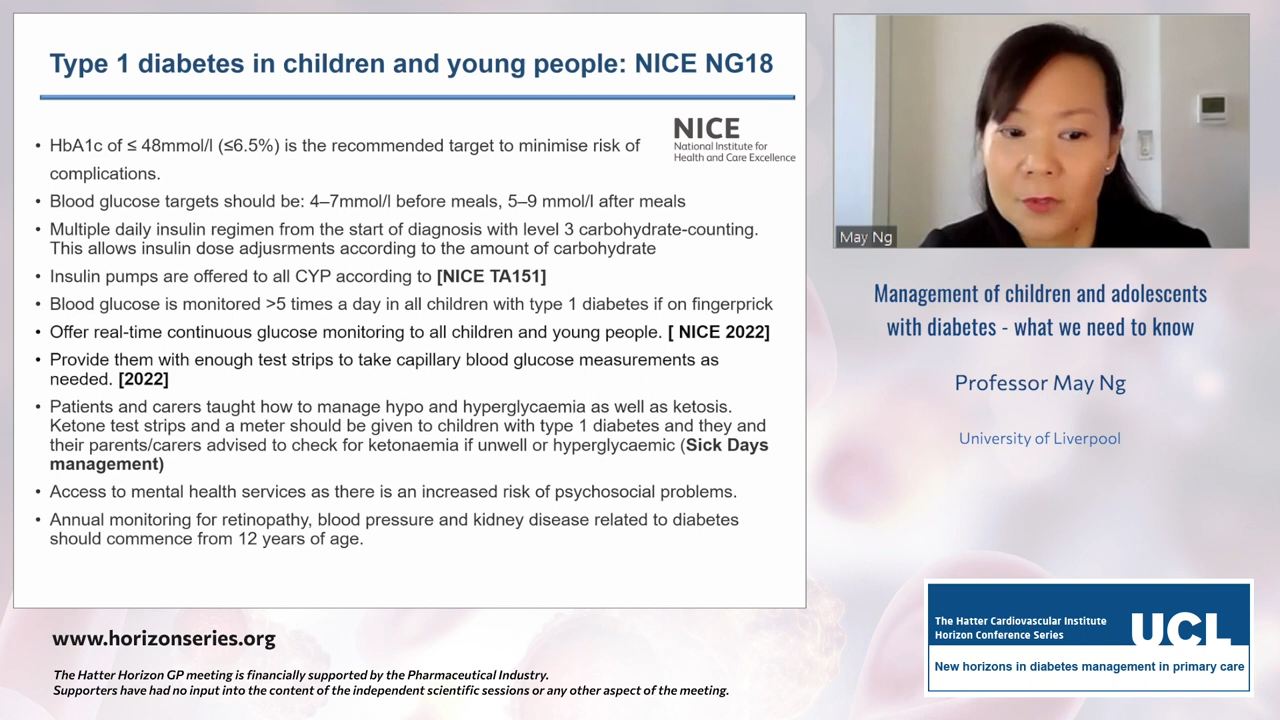 Type 1 diabetes in children and young people: NICE NG18
NICE
National Institute for
Health and Care Excellence
• HbA1c of ≤ 48mmol/l (≤6.5%) is the recommended target to minimise risk of
complications.
• Blood glucose targets should be: 4–7mmol/l before meals, 5–9 mmol/l after meals
• Multiple daily insulin regimen from the start of diagnosis with level 3 carbohydrate-counting.
This allows insulin dose adjusrments according to the amount of carbohydrate
• Insulin pumps are offered to all CYP according to [NICE TA151]
• Blood glucose is monitored >5 times a day in all children with type 1 diabetes if on fingerprick
• Offer real-time continuous glucose monitoring to all children and young people. [ NICE 2022]
• Provide them with enough test strips to take capillary blood glucose measurements as
needed. [2022]
• Patients and carers taught how to manage hypo and hyperglycaemia as well as ketosis.
Ketone test strips and a meter should be given to children with type 1 diabetes and they and
their parents/carers advised to check for ketonaemia if unwell or hyperglycaemic (Sick Days
management)
• Access to mental health services as there is an increased risk of psychosocial problems.
• Annual monitoring for retinopathy, blood pressure and kidney disease related to diabetes
should commence from 12 years of age.
May Ng
Management of children and adolescents
with diabetes - what we need to know
Professor May Ng
University of Liverpool
www.horizonseries.org
The Hatter Horizon GP meeting is financially supported by the Pharmaceutical Industry.
Supporters have had no input into the content of the independent scientific sessions or any other aspect of the meeting.
The Hatter Cardiovascular Institute
Horizon Conference Series
UCL
New horizons in diabetes management in primary care